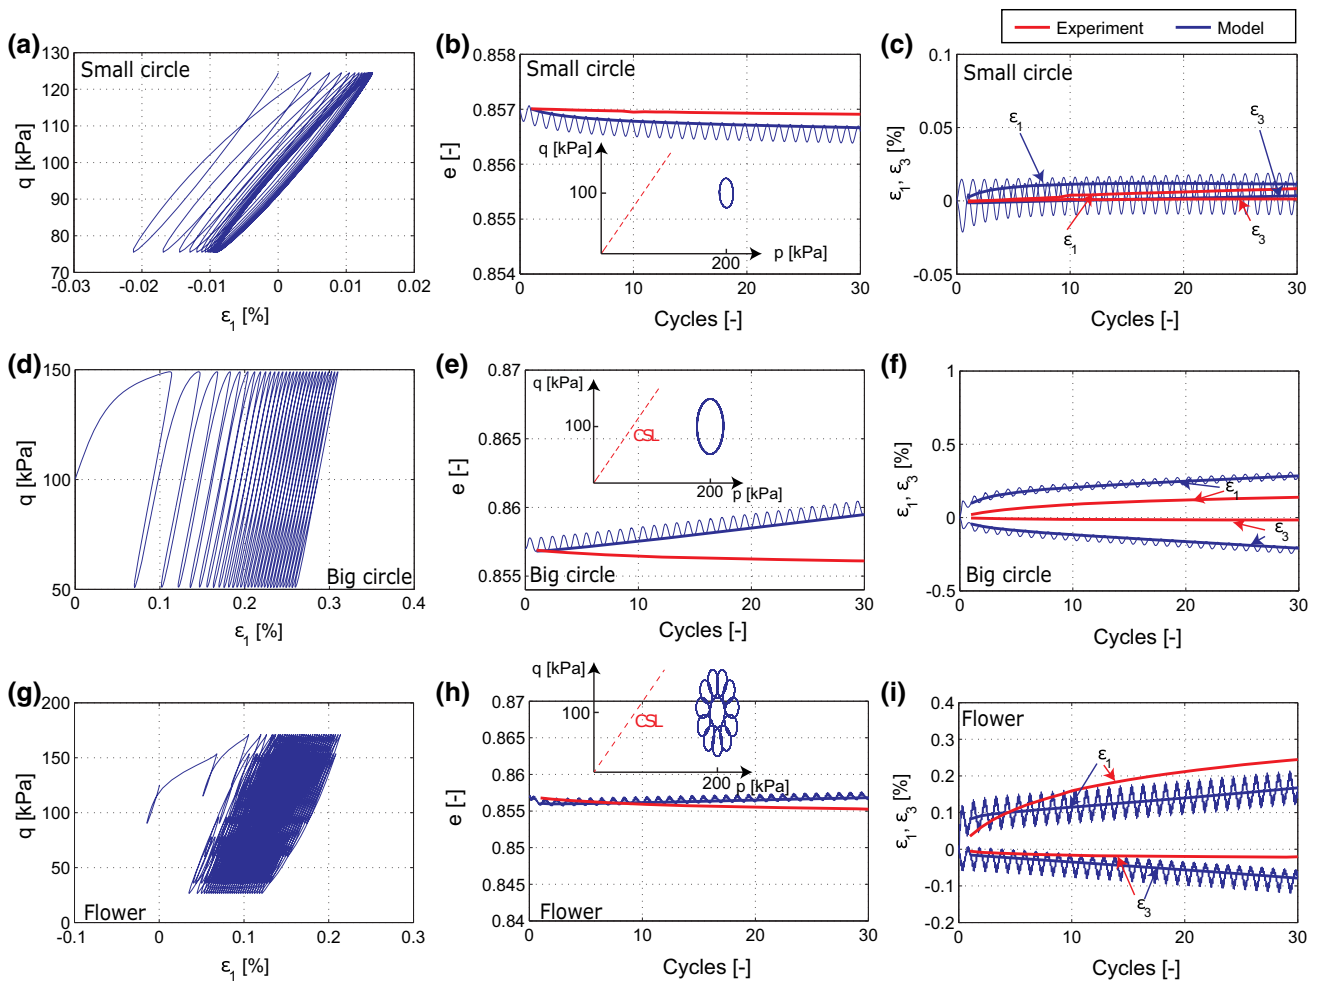 Experiment Model
(a)
130
120
110
100
90
80
70
q [kPa]
Small circle
-0.03 -0.02 -0.01 0 0.01 0.02
ε1 [%]
(b)
0.858
0.857
0.856
0.855
0.854
e [-]
Small circle
q [kPa]
100
200
p [kPa]
0 10 20 30
Cycles [-]
(c)
0.1
0.05
0
-0.05
ε1, ε3 [%]
Small circle
ε1
ε3
ε1
ε3
0 10 20 30
Cycles [-]
(d)
150
100
50
q [kPa]
Big circle
0 0.1 0.2 0.3 0.4
ε1 [%]
(e)
0.87
0.865
0.86
0.855
e [-]
q [kPa]
100
CSL
200
p [kPa]
Big circle
0 10 20 30
Cycles [-]
(f)
1
0.5
0
-0.5
ε1, ε3 [%]
ε1
ε3
Big circle
0 10 20 30
Cycles [-]
(g)
200
150
100
50
0
q [kPa]
Flower
-0.1 0 0.1 0.2 0.3
ε1 [%]
(h)
0.87
0.86
0.855
0.85
0.845
0.84
e [-]
q [kPa]
100
CSL
200
p [kPa]
Flower
0 10 20 30
Cycles [-]
(i)
0.4
0.3
0.2
0.1
0
-0.1
-0.2
ε1, ε3 [%]
Flower
ε1
ε3
0 10 20 30
Cycles [-]